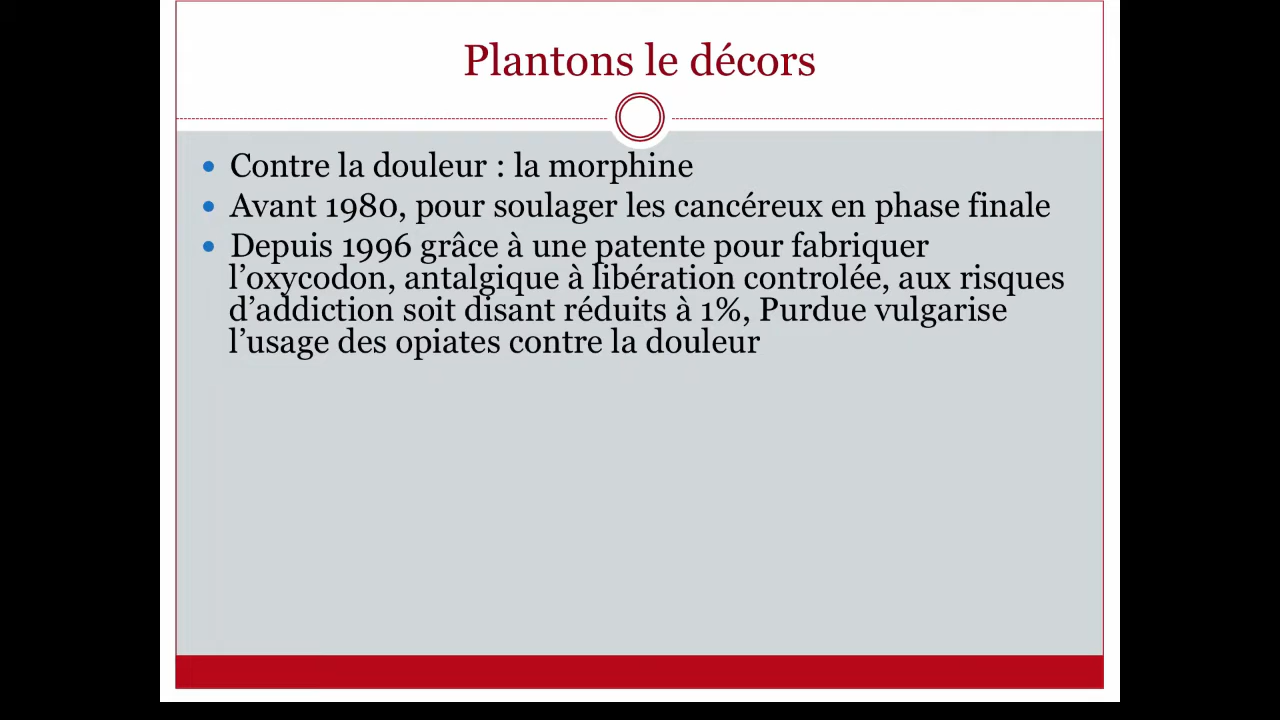 Plantons le décors
• Contre la douleur : la morphine
• Avant 1980, pour soulager les cancéreux en phase finale
• Depuis 1996 grâce à une patente pour fabriquer
l’oxycodon, antalgique à libération controlée, aux risques
d’addiction soit disant réduits à 1%, Purdue vulgarise
l’usage des opiates contre la douleur